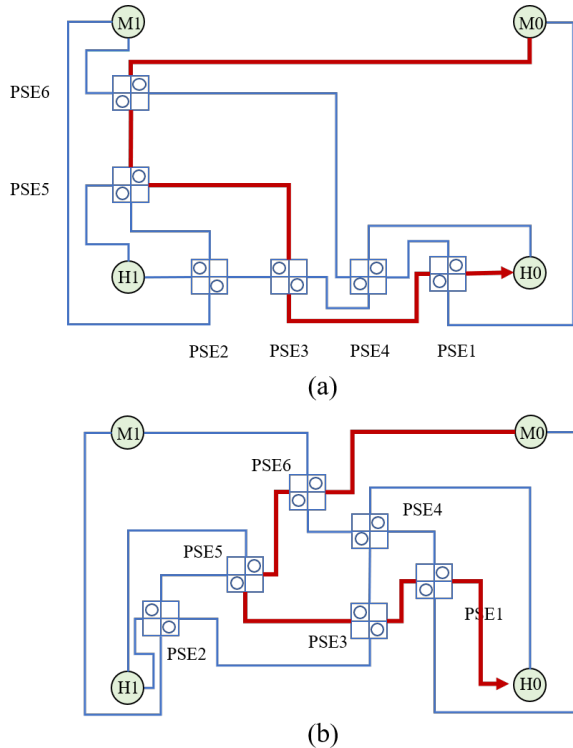 M1 M0
PSE6
PSE5
H1 H0
PSE2 PSE3 PSE4 PSE1
(a)
M1 M0
PSE6
PSE4
PSE5
PSE1
PSE3
PSE2
H1 H0
(b)